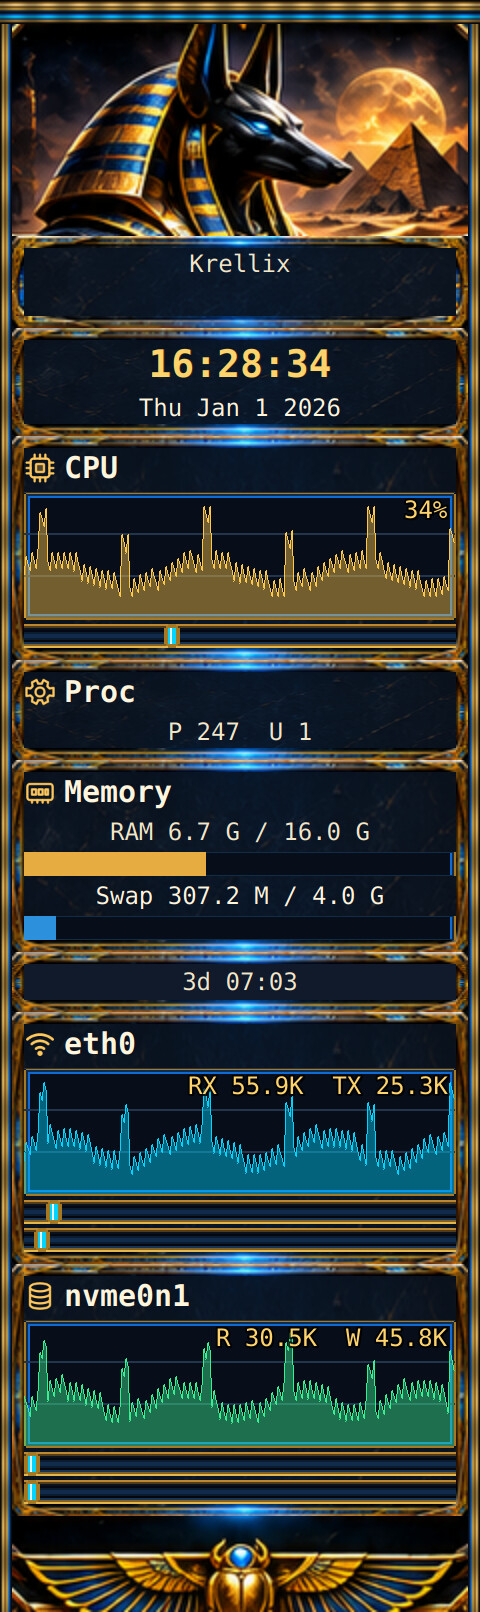 Krellix
16:28:34
Thu Jan 1 2026
CPU
34%
Proc
P 247 U 1
Memory
RAM 6.7 G / 16.0 G
Swap 307.2 M / 4.0 G
3d 07:03
eth0
RX 55.9K TX 25.3K
nvme0n1
R 30.5K W 45.8K